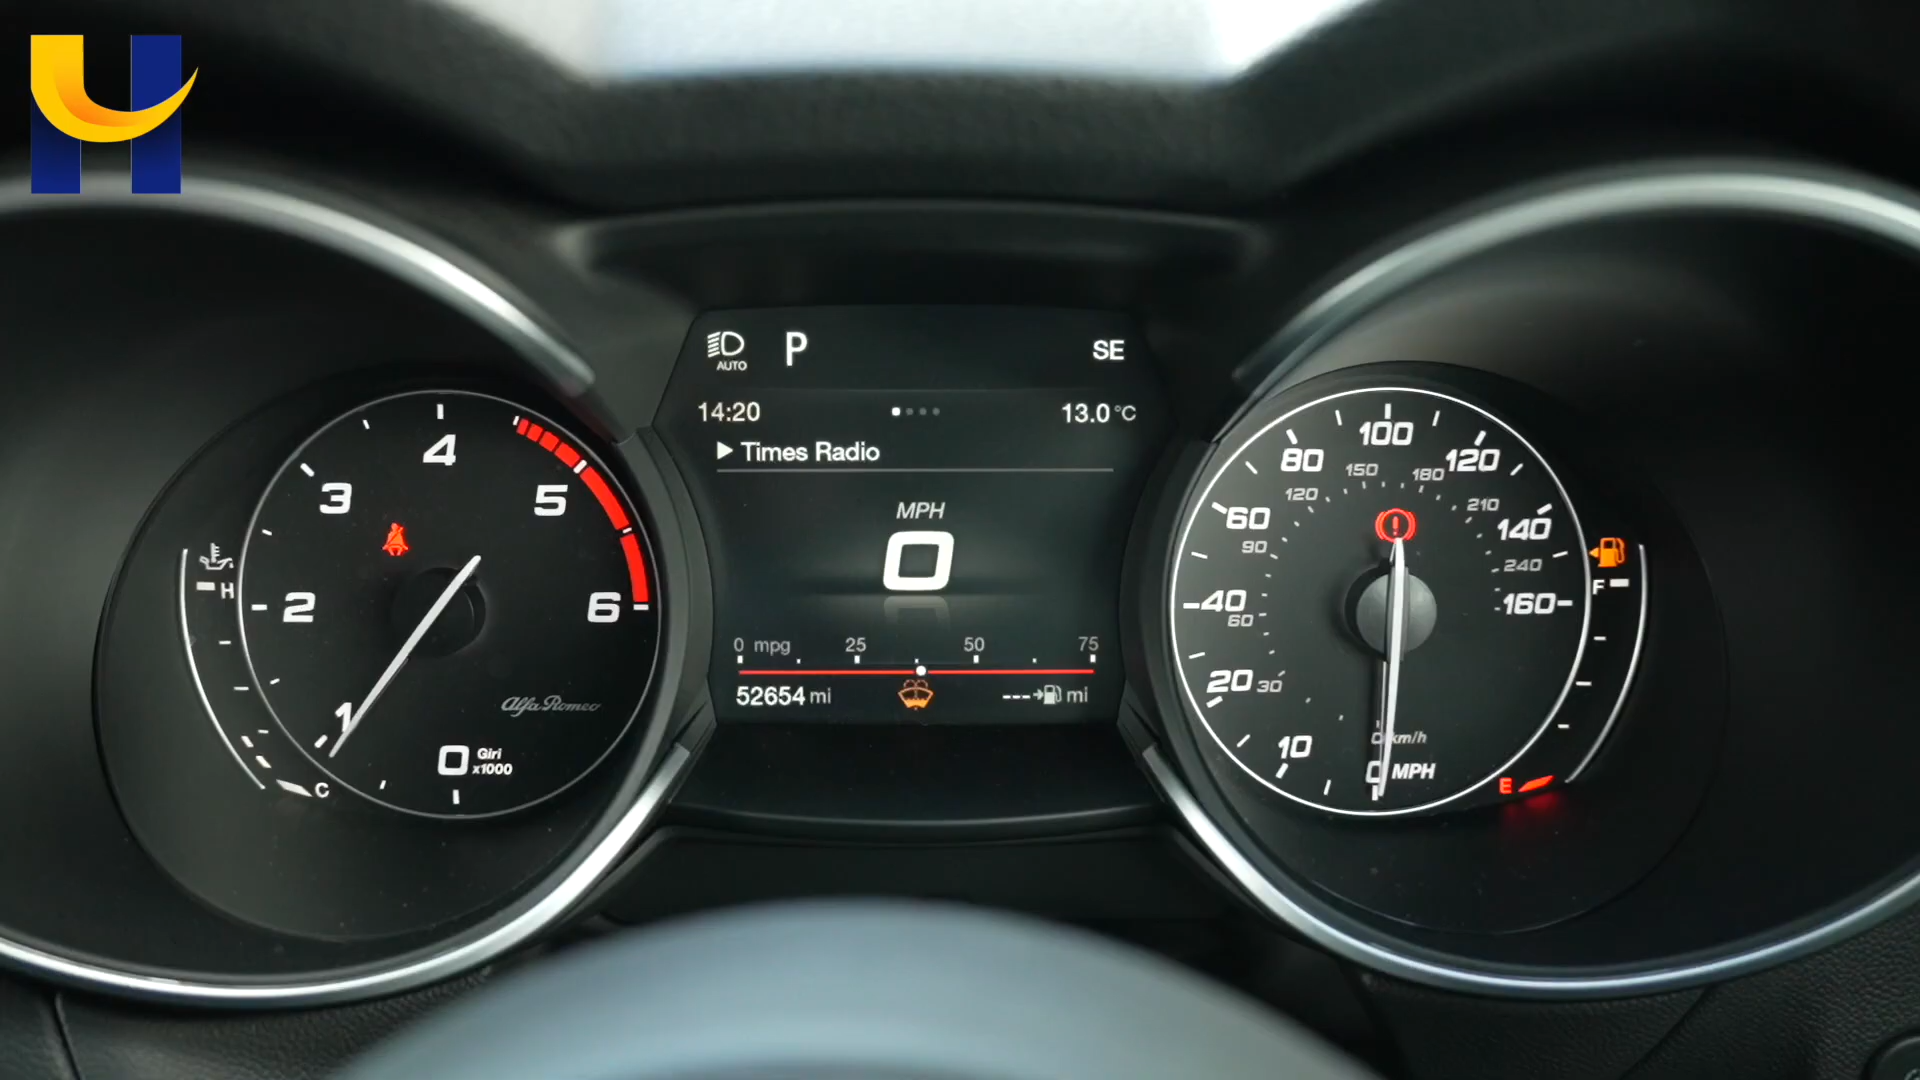 AUTO
P
SE
14:20
13.0 °C
Times Radio
MPH
0
0 mpg 25 50 75
52654 mi
--- mi
H
C
0
1
2
3
4
5
6
Giri
x1000
Alfa Romeo
0 MPH
10
20
40
60
80
100
120
140
160
0 km/h
30
60
90
120
150
180
210
240
F
E